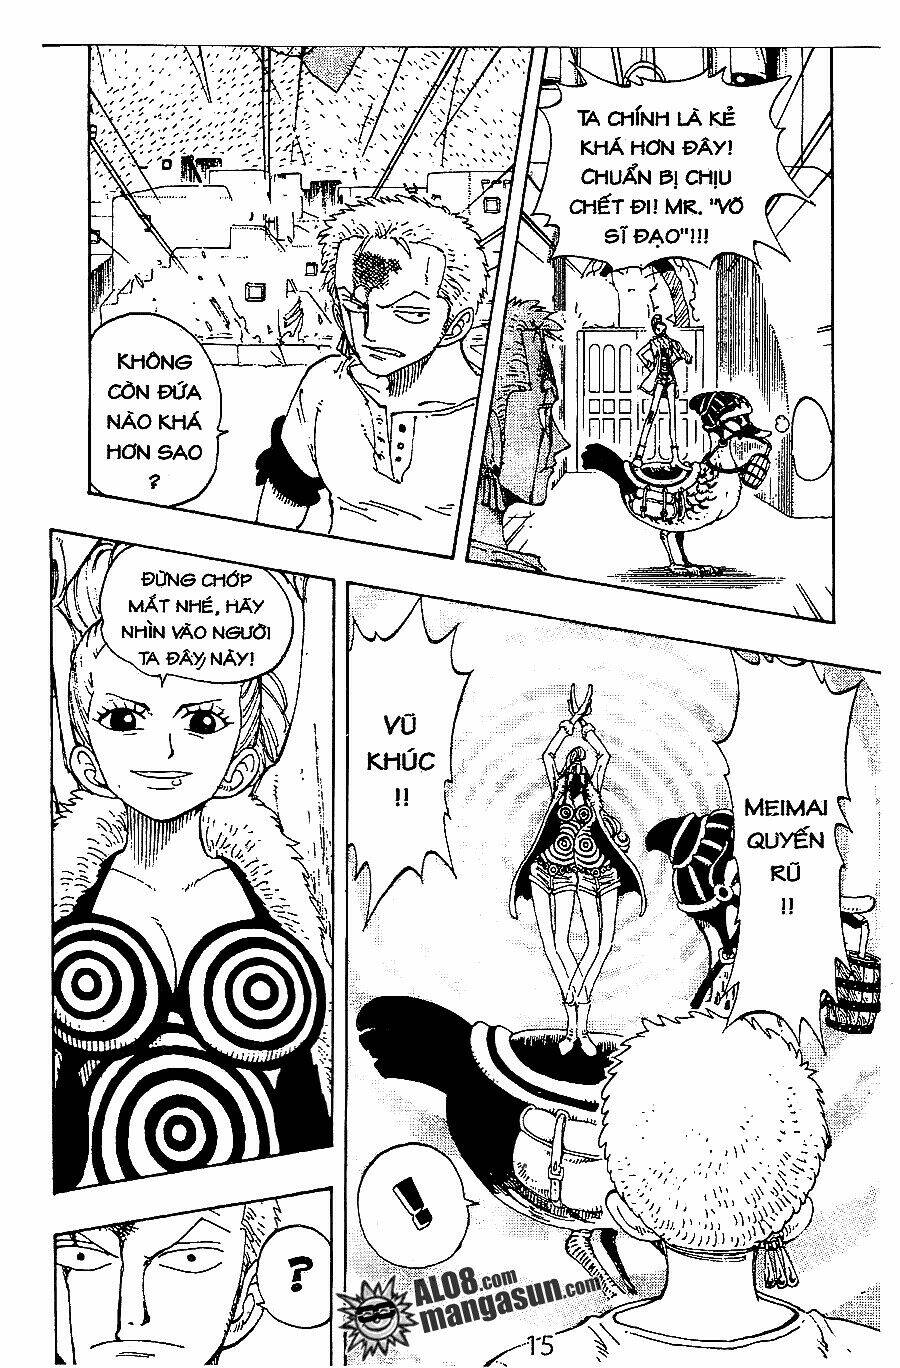 KHÔNG
CÒN ĐỨA
NÀO KHÁ
HƠN SAO
?
TA CHÍNH LÀ KẺ
KHÁ HƠN ĐÂY!
CHUẨN BỊ CHỊU
CHẾT ĐI! MR. "VÕ
SĨ ĐẠO"!!!
ĐỪNG CHỚP
MẮT NHÉ, HÃY
NHÌN VÀO NGƯỜI
TA ĐÂY, NÀY!
VŨ
KHÚC
!!
MEIMAI
QUYẾN
RŨ
!!
?
!
ALO8.com
mangasun.com
15